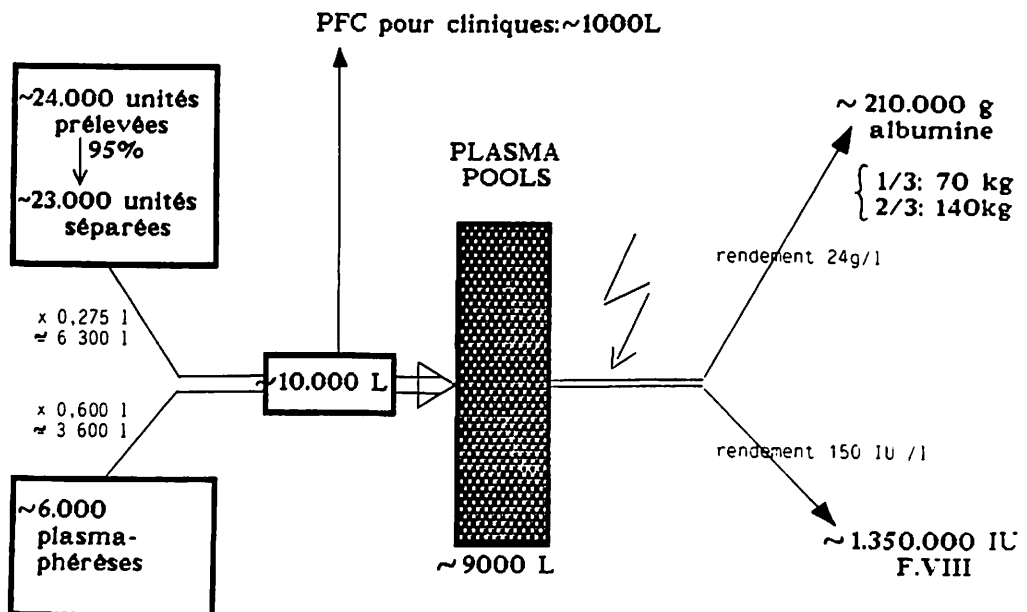 PFC pour cliniques:~1000L
~24.000 unités
prélevées
95%
~23.000 unités
séparées
x 0,275 l
≈ 6 300 l
~10.000 L
x 0,600 l
≈ 3 600 l
~6.000
plasma-
phérèses
PLASMA
POOLS
~9000 L
~ 210.000 g
albumine
1/3: 70 kg
2/3: 140kg
rendement 24g/l
rendement 150 IU /l
~1.350.000 IU
F.VIII